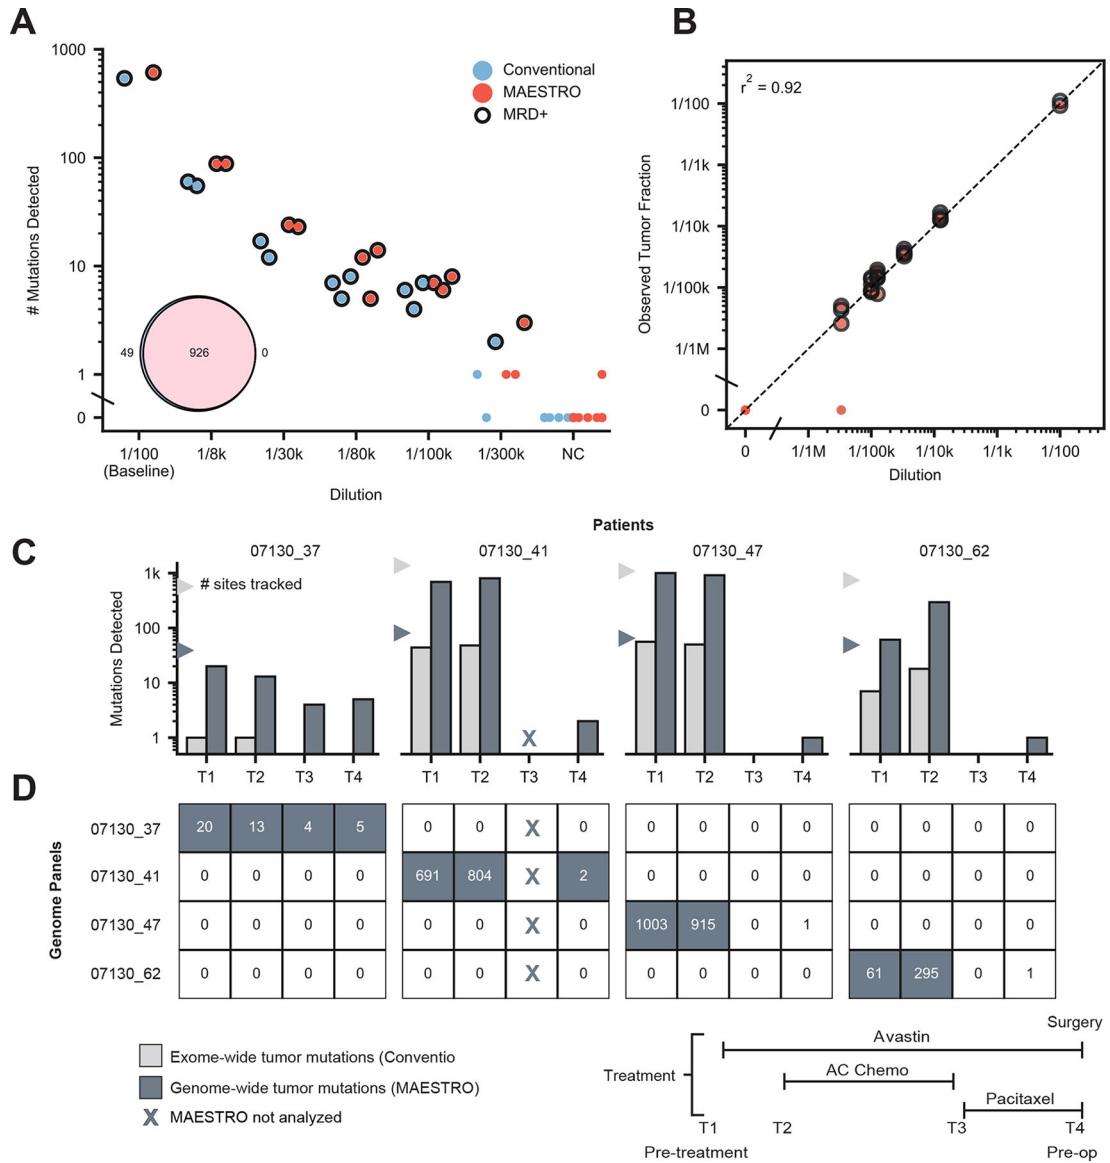 A
B
1000
100
10
1
0
# Mutations Detected
Conventional
MAESTRO
MRD+
49
926
0
1/100
(Baseline)
1/8k
1/30k
1/80k
1/100k
1/300k
NC
Dilution
r² = 0.92
Observed Tumor Fraction
1/100
1/1k
1/10k
1/100k
1/1M
0
0
1/1M
1/100k
1/10k
1/1k
1/100
Dilution
C
Patients
07130_37
07130_41
07130_47
07130_62
# sites tracked
Mutations Detected
1k
100
10
1
X
T1 T2 T3 T4
T1 T2 T3 T4
T1 T2 T3 T4
T1 T2 T3 T4
D
Genome Panels
07130_37 20 13 4 5 0 0 X 0 0 0 0 0 0 0 0 0
07130_41 0 0 0 0 691 804 X 2 0 0 0 0 0 0 0 0
07130_47 0 0 0 0 0 0 X 0 1003 915 0 1 0 0 0 0
07130_62 0 0 0 0 0 0 X 0 0 0 0 0 61 295 0 1
Exome-wide tumor mutations (Conventio
Genome-wide tumor mutations (MAESTRO)
X MAESTRO not analyzed
Surgery
Avastin
Treatment
AC Chemo
Pacitaxel
T1 T2 T3 T4
Pre-treatment
Pre-op